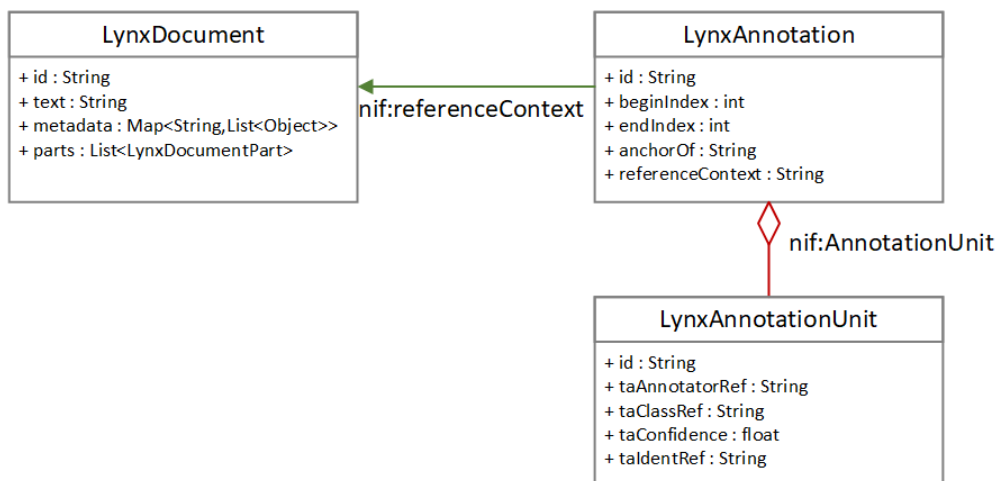 LynxDocument
+ id : String
+ text : String
+ metadata : Map<String,List<Object>>
+ parts : List<LynxDocumentPart>
nif:referenceContext
LynxAnnotation
+ id : String
+ beginIndex : int
+ endIndex : int
+ anchorOf : String
+ referenceContext : String
nif:AnnotationUnit
LynxAnnotationUnit
+ id : String
+ taAnnotatorRef : String
+ taClassRef : String
+ taConfidence : float
+ taIdentRef : String